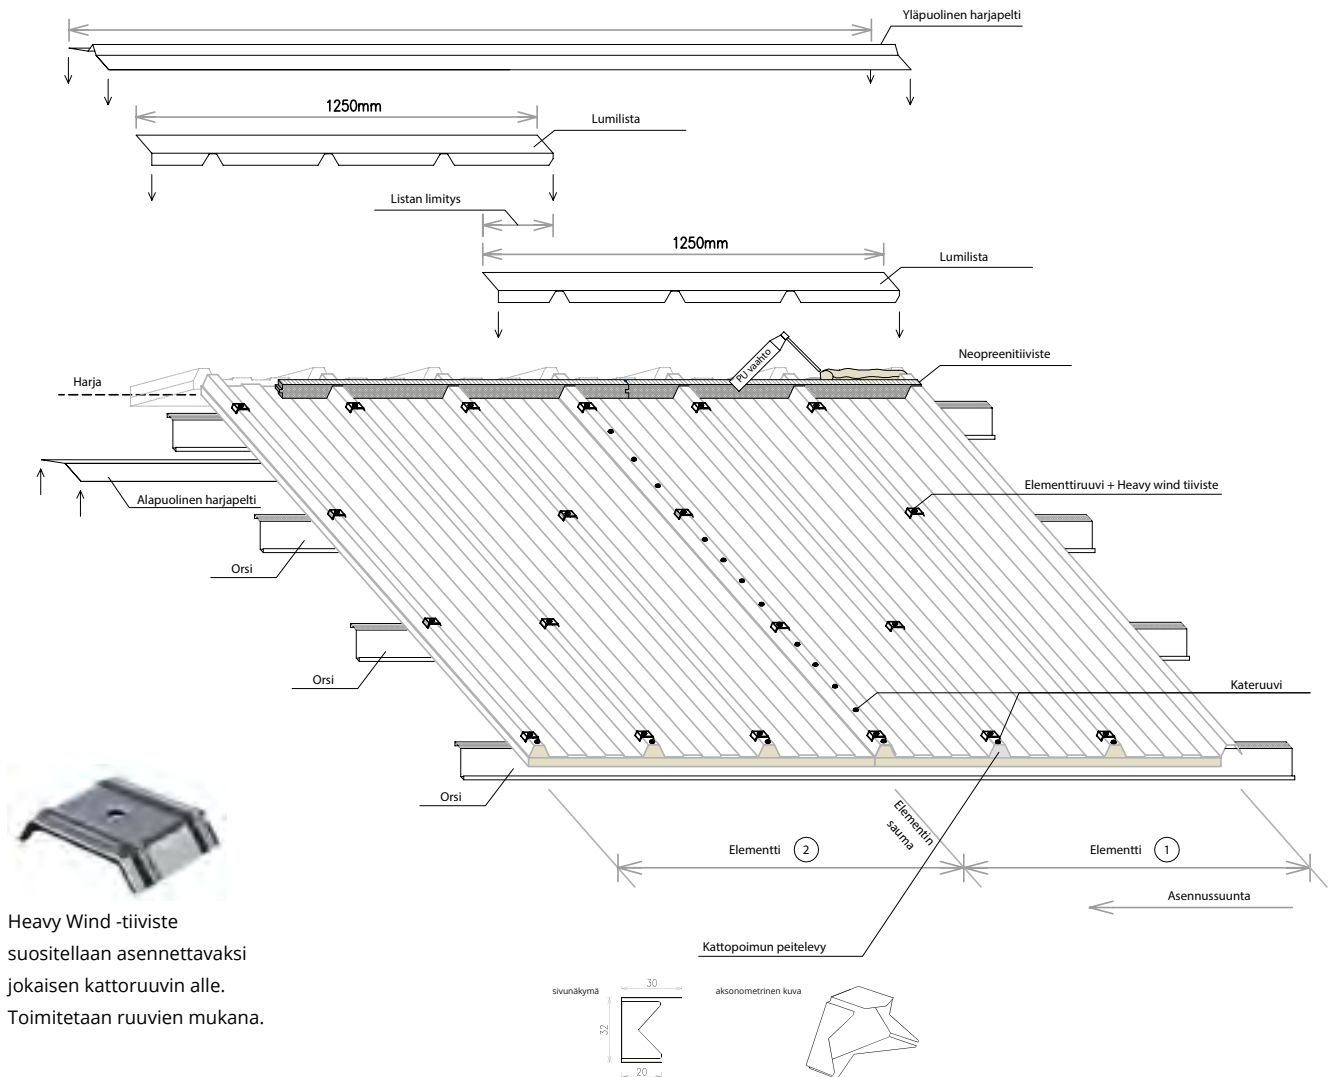 Yläpuolinen harjapelti
1250mm
Lumilista
Listan limitys
1250mm
Lumilista
PU vaahto
Neopreenitiiviste
Harja
Alapuolinen harjapelti
Elementtiruuvi + Heavy wind tiiviste
Orsi
Orsi
Kateruuvi
Orsi
Elementin
sauma
Elementti 2
Elementti 1
Asennussuunta
Heavy Wind -tiiviste
suositellaan asennettavaksi
jokaisen kattoruuvin alle.
Toimitetaan ruuvien mukana.
Kattopoimun peitelevy
sivunäkymä
30
32
20
aksonometrinen kuva